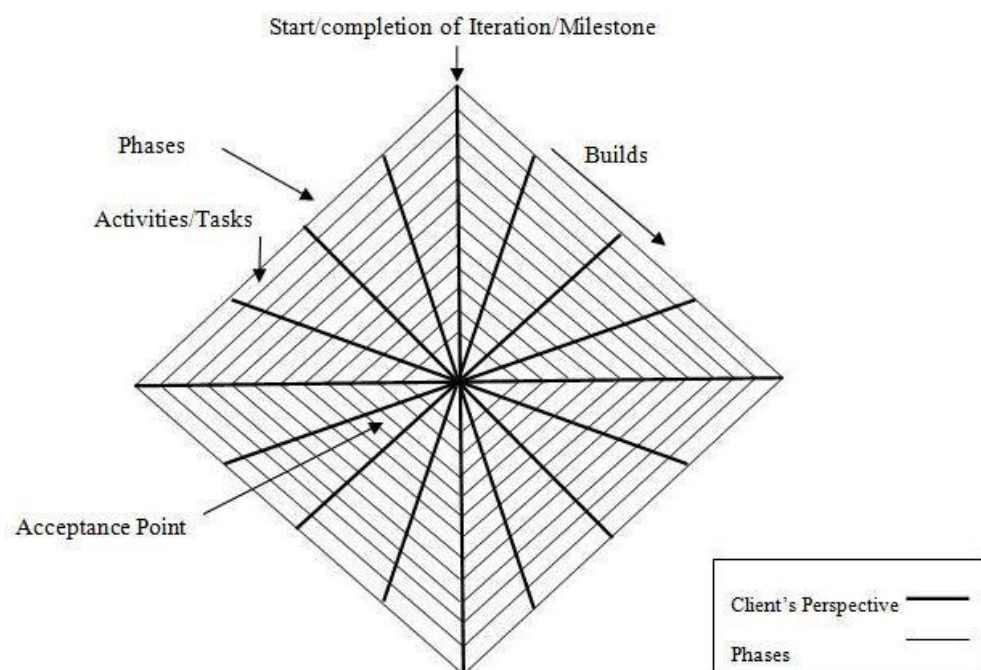 Start/completion of Iteration/Milestone
Phases
Builds
Activities/Tasks
Acceptance Point
Client's Perspective
Phases